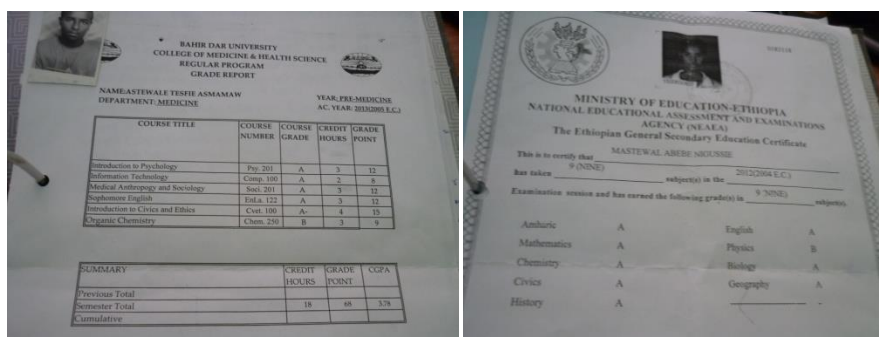 BAHIR DAR UNIVERSITY
COLLEGE OF MEDICINE & HEALTH SCIENCE
REGULAR PROGRAM
GRADE REPORT
NAME:ASTEWALE TESFIE ASMAMAW
DEPARTMENT: MEDICINE
YEAR: PRE-MEDICINE
AC. YEAR: 2013(2005 E.C.)
COURSE TITLE COURSE NUMBER COURSE GRADE CREDIT HOURS GRADE POINT
Introduction to Psychology Psy. 201 A 3 12
Information Technology Comp. 100 A 2 8
Medical Anthropogy and Sociology Soci. 201 A 3 12
Sophomore English EnLa. 122 A 3 12
Introduction to Civics and Ethics Cvet. 100 A- 4 15
Organic Chemistry Chem. 250 B 3 9
SUMMARY CREDIT HOURS GRADE POINT CGPA
Previous Total
Semester Total 18 68 3.78
Cumulative
MINISTRY OF EDUCATION-ETHIOPIA
NATIONAL EDUCATIONAL ASSESSMENT AND EXAMINATIONS
AGENCY (NEAEA)
The Ethiopian General Secondary Education Certificate
This is to certify that MASTEWAL ABEBE NIGUSSIE
has taken 9 (NINE) subject(s) in the 2012(2004 E.C.)
Examination session and has earned the following grade(s) in 9 (NINE) subject(s).
Amharic A English A
Mathematics A Physics B
Chemistry A Biology A
Civics A Geography A
History A